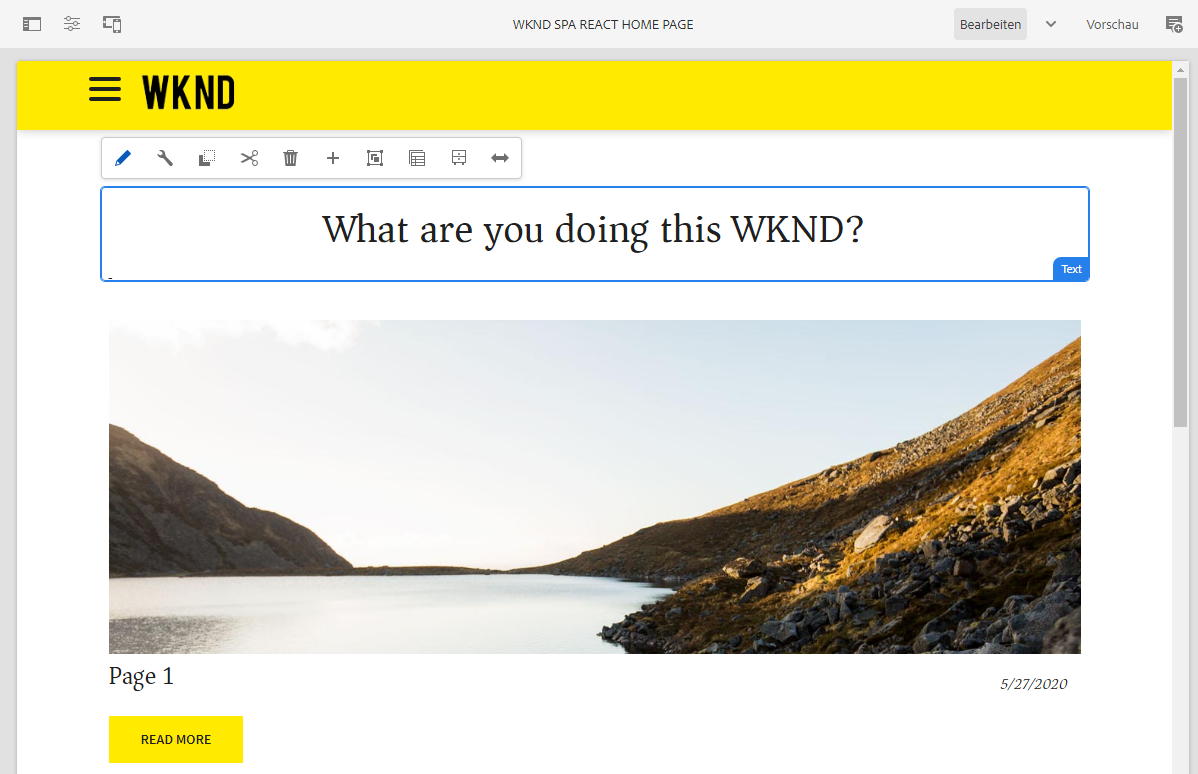 WKND SPA REACT HOME PAGE
Bearbeiten
Vorschau
WKND
What are you doing this WKND?
Text
Page 1
5/27/2020
READ MORE